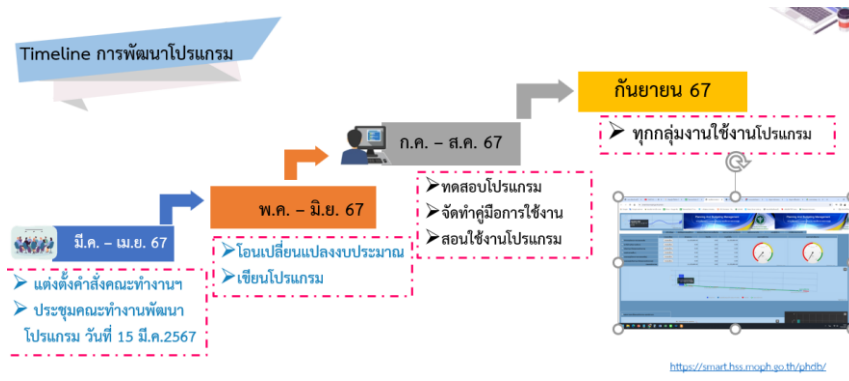 Timeline การพัฒนาโปรแกรม
มี.ค. – เม.ย. 67
➢ แต่งตั้งคำสั่งคณะทำงานฯ
➢ ประชุมคณะทำงานพัฒนา
โปรแกรม วันที่ 15 มี.ค.2567
พ.ค. – มิ.ย. 67
➢โอนเปลี่ยนแปลงงบประมาณ
➢เขียนโปรแกรม
ก.ค. – ส.ค. 67
➢ทดสอบโปรแกรม
➢จัดทำคู่มือการใช้งาน
➢สอนใช้งานโปรแกรม
กันยายน 67
➢ ทุกกลุ่มงานใช้งานโปรแกรม
https://smart.hss.moph.go.th/phdb/